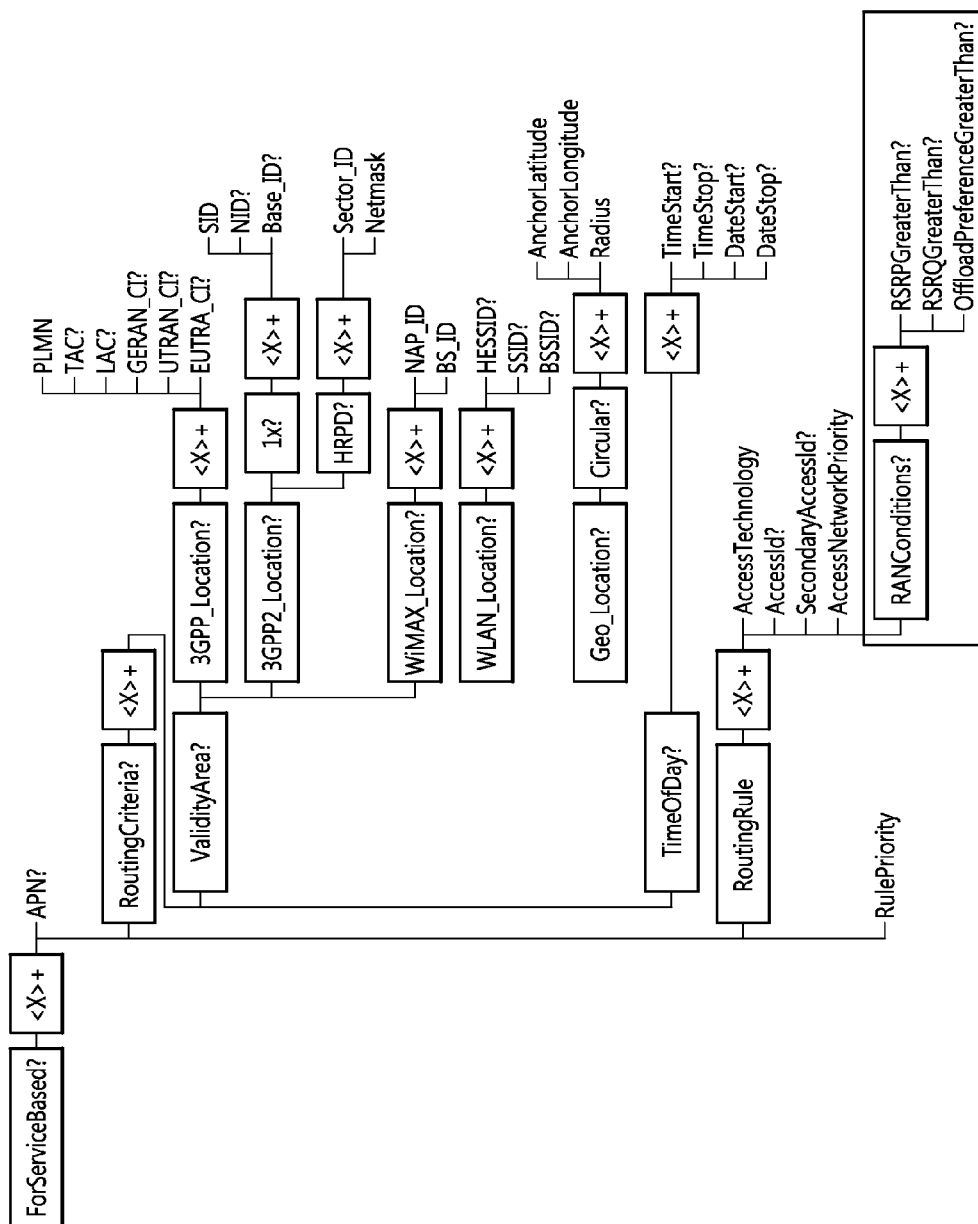 ForServiceBased?
<X>+
APN?
RoutingCriteria?
<X>+
ValidityArea?
3GPP_Location?
<X>+
PLMN
TAC?
LAC?
GERAN_CI?
UTRAN_CI?
EUTRA_CI?
3GPP2_Location?
1x?
<X>+
SID
NID?
Base_ID?
HRPD?
<X>+
Sector_ID
Netmask
WiMAX_Location?
<X>+
NAP_ID
BS_ID
WLAN_Location?
<X>+
HESSID?
SSID?
BSSID?
Geo_Location?
Circular?
<X>+
AnchorLatitude
AnchorLongitude
Radius
TimeOfDay?
<X>+
TimeStart?
TimeStop?
DateStart?
DateStop?
RoutingRule
<X>+
AccessTechnology
AccessId?
SecondaryAccessId?
AccessNetworkPriority
RANConditions?
<X>+
RSRPGreaterThan?
RSRQGreaterThan?
OffloadPreferenceGreaterThan?
RulePriority